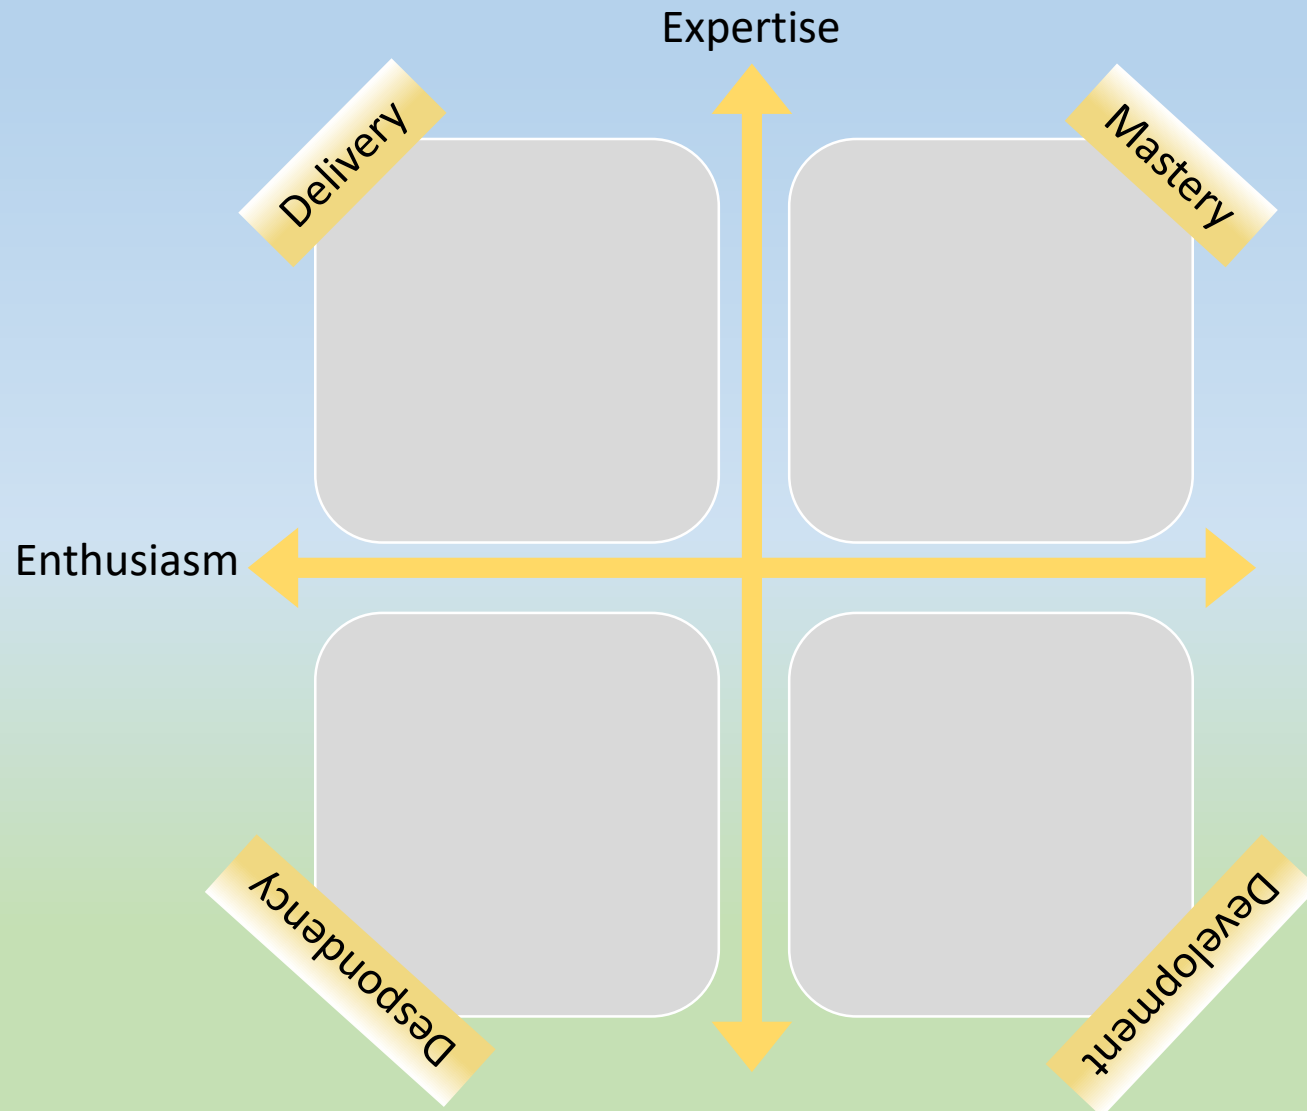 Expertise
Delivery
Mastery
Enthusiasm
Despondency
Development